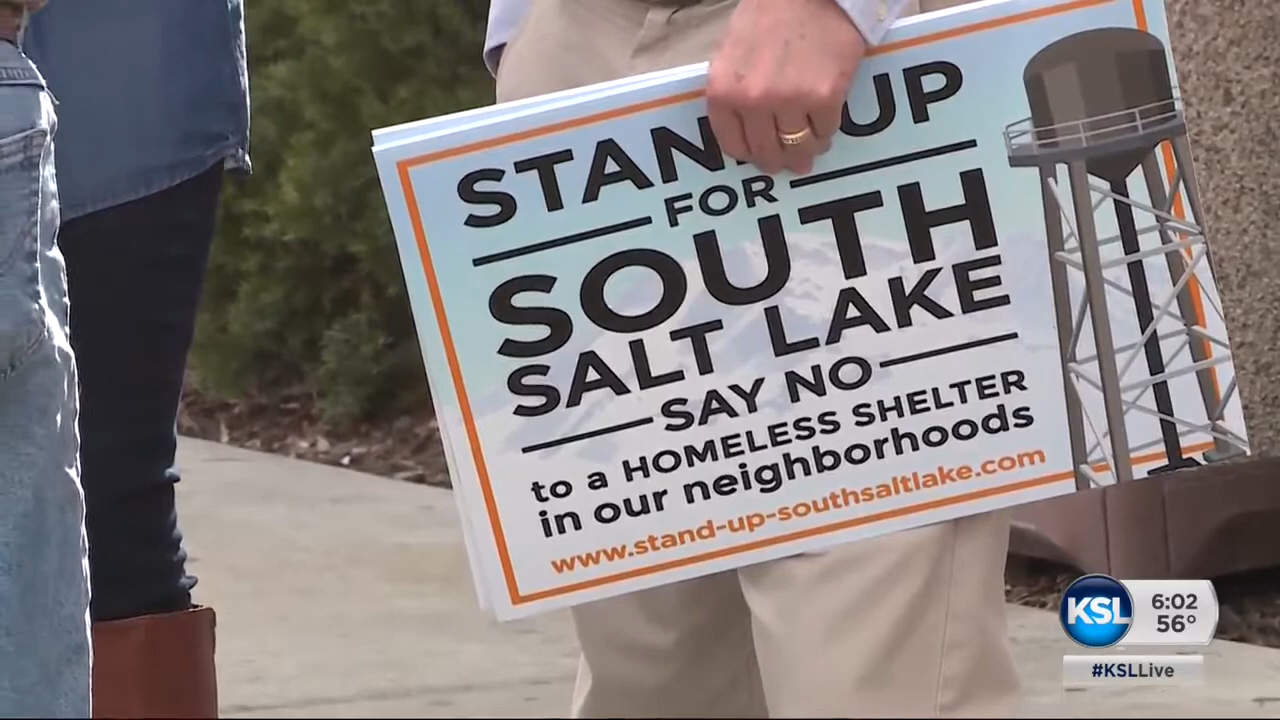 STAND UP
FOR
SOUTH
SALT LAKE
SAY NO
to a HOMELESS SHELTER
in our neighborhoods
www.stand-up-southsaltlake.com
KSL
6:02
56°
#KSLLive